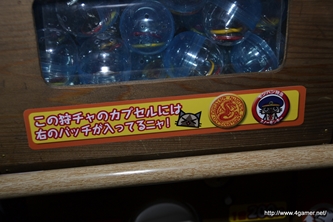 この狩チャのカプセルには
右のバッチが入ってるニャ！
http://www.4gamer.net/